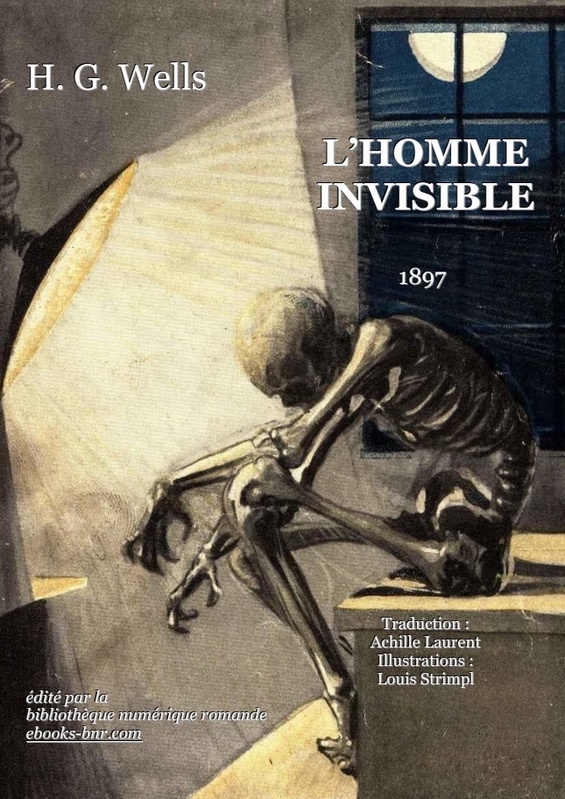 H. G. Wells
L’HOMME
INVISIBLE
1897
Traduction :
Achille Laurent
Illustrations :
Louis Strimpl
édité par la
bibliothèque numérique romande
ebooks-bnr.com